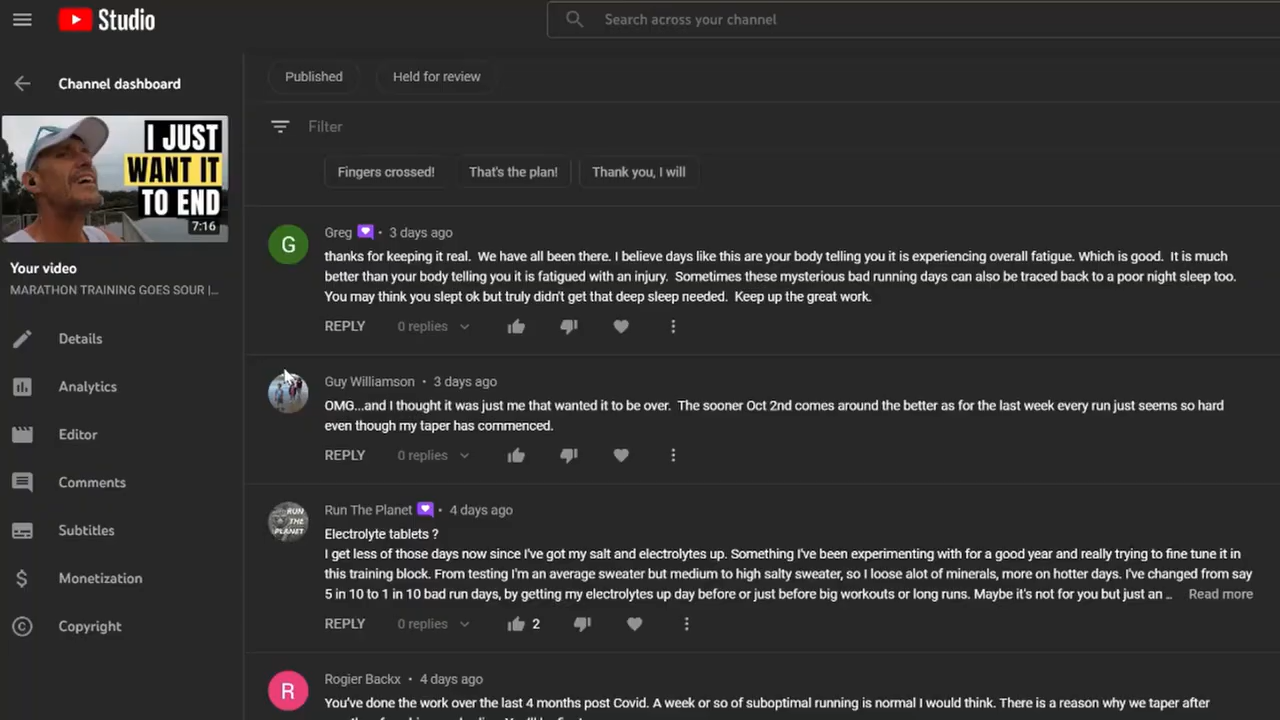 Studio
Search across your channel
Channel dashboard
Published
Held for review
I JUST
WANT IT
TO END
7:16
Filter
Fingers crossed!
That's the plan!
Thank you, I will
Your video
MARATHON TRAINING GOES SOUR |...
Details
Analytics
Editor
Comments
Subtitles
Monetization
Copyright
G
Greg • 3 days ago
thanks for keeping it real. We have all been there. I believe days like this are your body telling you it is experiencing overall fatigue. Which is good. It is much
better than your body telling you it is fatigued with an injury. Sometimes these mysterious bad running days can also be traced back to a poor night sleep too.
You may think you slept ok but truly didn't get that deep sleep needed. Keep up the great work.
REPLY 0 replies
Guy Williamson • 3 days ago
OMG...and I thought it was just me that wanted it to be over. The sooner Oct 2nd comes around the better as for the last week every run just seems so hard
even though my taper has commenced.
REPLY 0 replies
RUN
THE
PLANET
Run The Planet • 4 days ago
Electrolyte tablets ?
I get less of those days now since I've got my salt and electrolytes up. Something I've been experimenting with for a good year and really trying to fine tune it in
this training block. From testing I'm an average sweater but medium to high salty sweater, so I loose alot of minerals, more on hotter days. I've changed from say
5 in 10 to 1 in 10 bad run days, by getting my electrolytes up day before or just before big workouts or long runs. Maybe it's not for you but just an ... Read more
REPLY 0 replies 2
R
Rogier Backx • 4 days ago
You've done the work over the last 4 months post Covid. A week or so of suboptimal running is normal I would think. There is a reason why we taper after